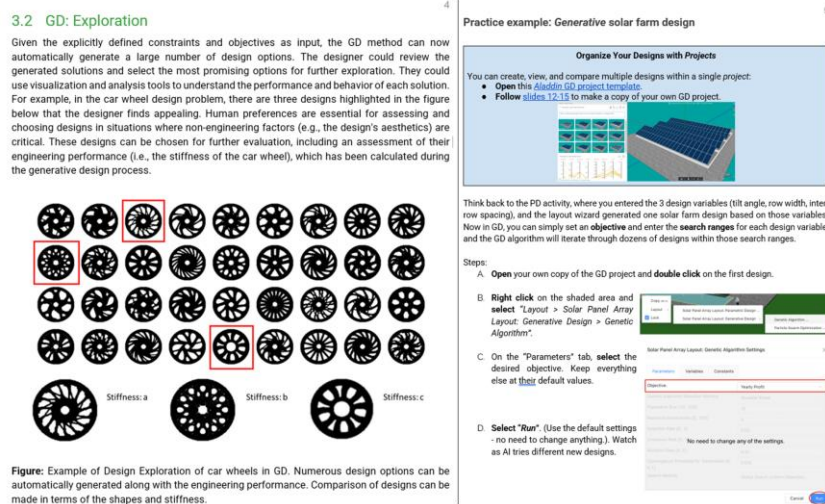 4
3.2 GD: Exploration
Given the explicitly defined constraints and objectives as input, the GD method can now
automatically generate a large number of design options. The designer could review the
generated solutions and select the most promising options for further exploration. They could
use visualization and analysis tools to understand the performance and behavior of each solution.
For example, in the car wheel design problem, there are three designs highlighted in the figure
below that the designer finds appealing. Human preferences are essential for assessing and
choosing designs in situations where non-engineering factors (e.g., the design's aesthetics) are
critical. These designs can be chosen for further evaluation, including an assessment of their
engineering performance (i.e., the stiffness of the car wheel), which has been calculated during
the generative design process.
Stiffness: a
Stiffness: b
Stiffness: c
Figure: Example of Design Exploration of car wheels in GD. Numerous design options can be
automatically generated along with the engineering performance. Comparison of designs can be
made in terms of the shapes and stiffness.
Practice example: Generative solar farm design
Organize Your Designs with Projects
You can create, view, and compare multiple designs within a single project:
● Open this Aladdin GD project template.
● Follow slides 12-15 to make a copy of your own GD project.
Think back to the PD activity, where you entered the 3 design variables (tilt angle, row width, inter
row spacing), and the layout wizard generated one solar farm design based on those variables
Now in GD, you can simply set an objective and enter the search ranges for each design variable
and the GD algorithm will iterate through dozens of designs within those search ranges.
Steps:
A. Open your own copy of the GD project and double click on the first design.
B. Right click on the shaded area and
select "Layout > Solar Panel Array
Layout: Generative Design > Genetic
Algorithm".
Layout
Lock
Solar Panel Array Layout: Parametric Design
Solar Panel Array Layout: Generative Design
Genetic Algorithm
Particle Swarm Optimization
C. On the "Parameters" tab, select the
desired objective. Keep everything
else at their default values.
D. Select "Run". (Use the default settings
- no need to change anything.). Watch
as AI tries different new designs.
Solar Panel Array Layout: Genetic Algorithm Settings
Parameters Variables Constants
Objective Yearly Profit
No need to change any of the settings.
Cancel